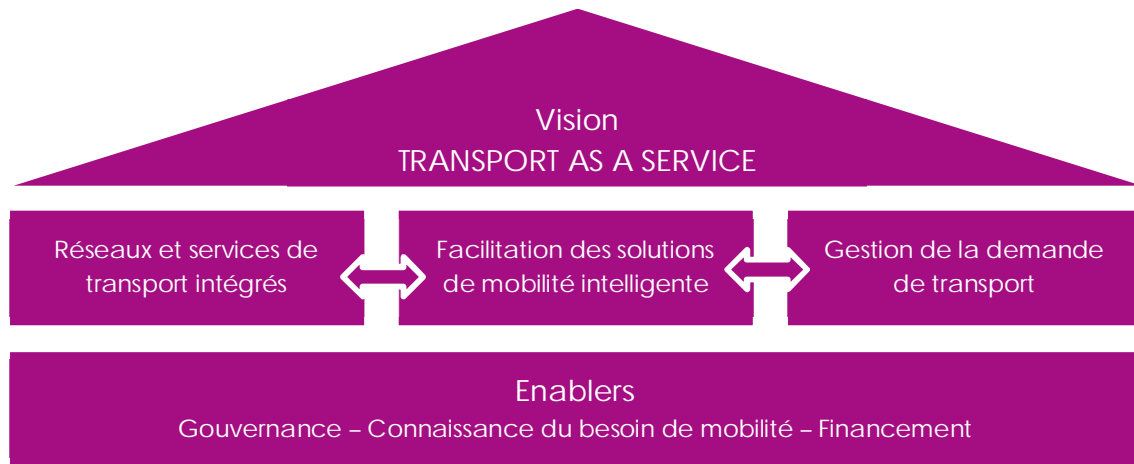 Vision
TRANSPORT AS A SERVICE
Réseaux et services de
transport intégrés
Facilitation des solutions
de mobilité intelligente
Gestion de la demande
de transport
Enablers
Gouvernance – Connaissance du besoin de mobilité – Financement